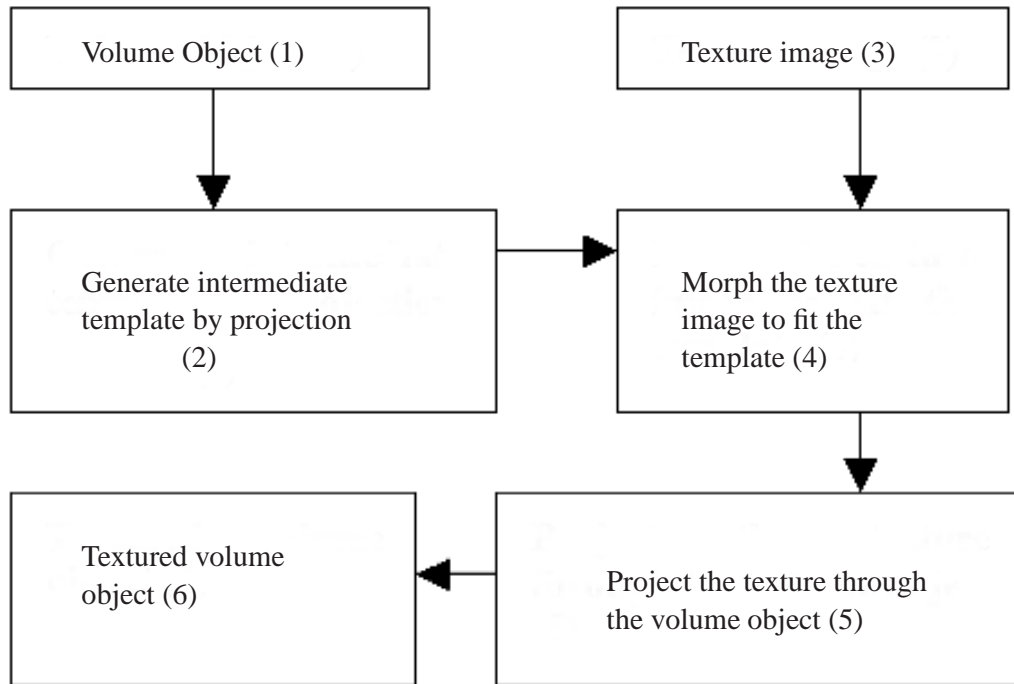 Volume Object (1)
Texture image (3)
Generate intermediate
template by projection
(2)
Morph the texture
image to fit the
template (4)
Textured volume
object (6)
Project the texture through
the volume object (5)